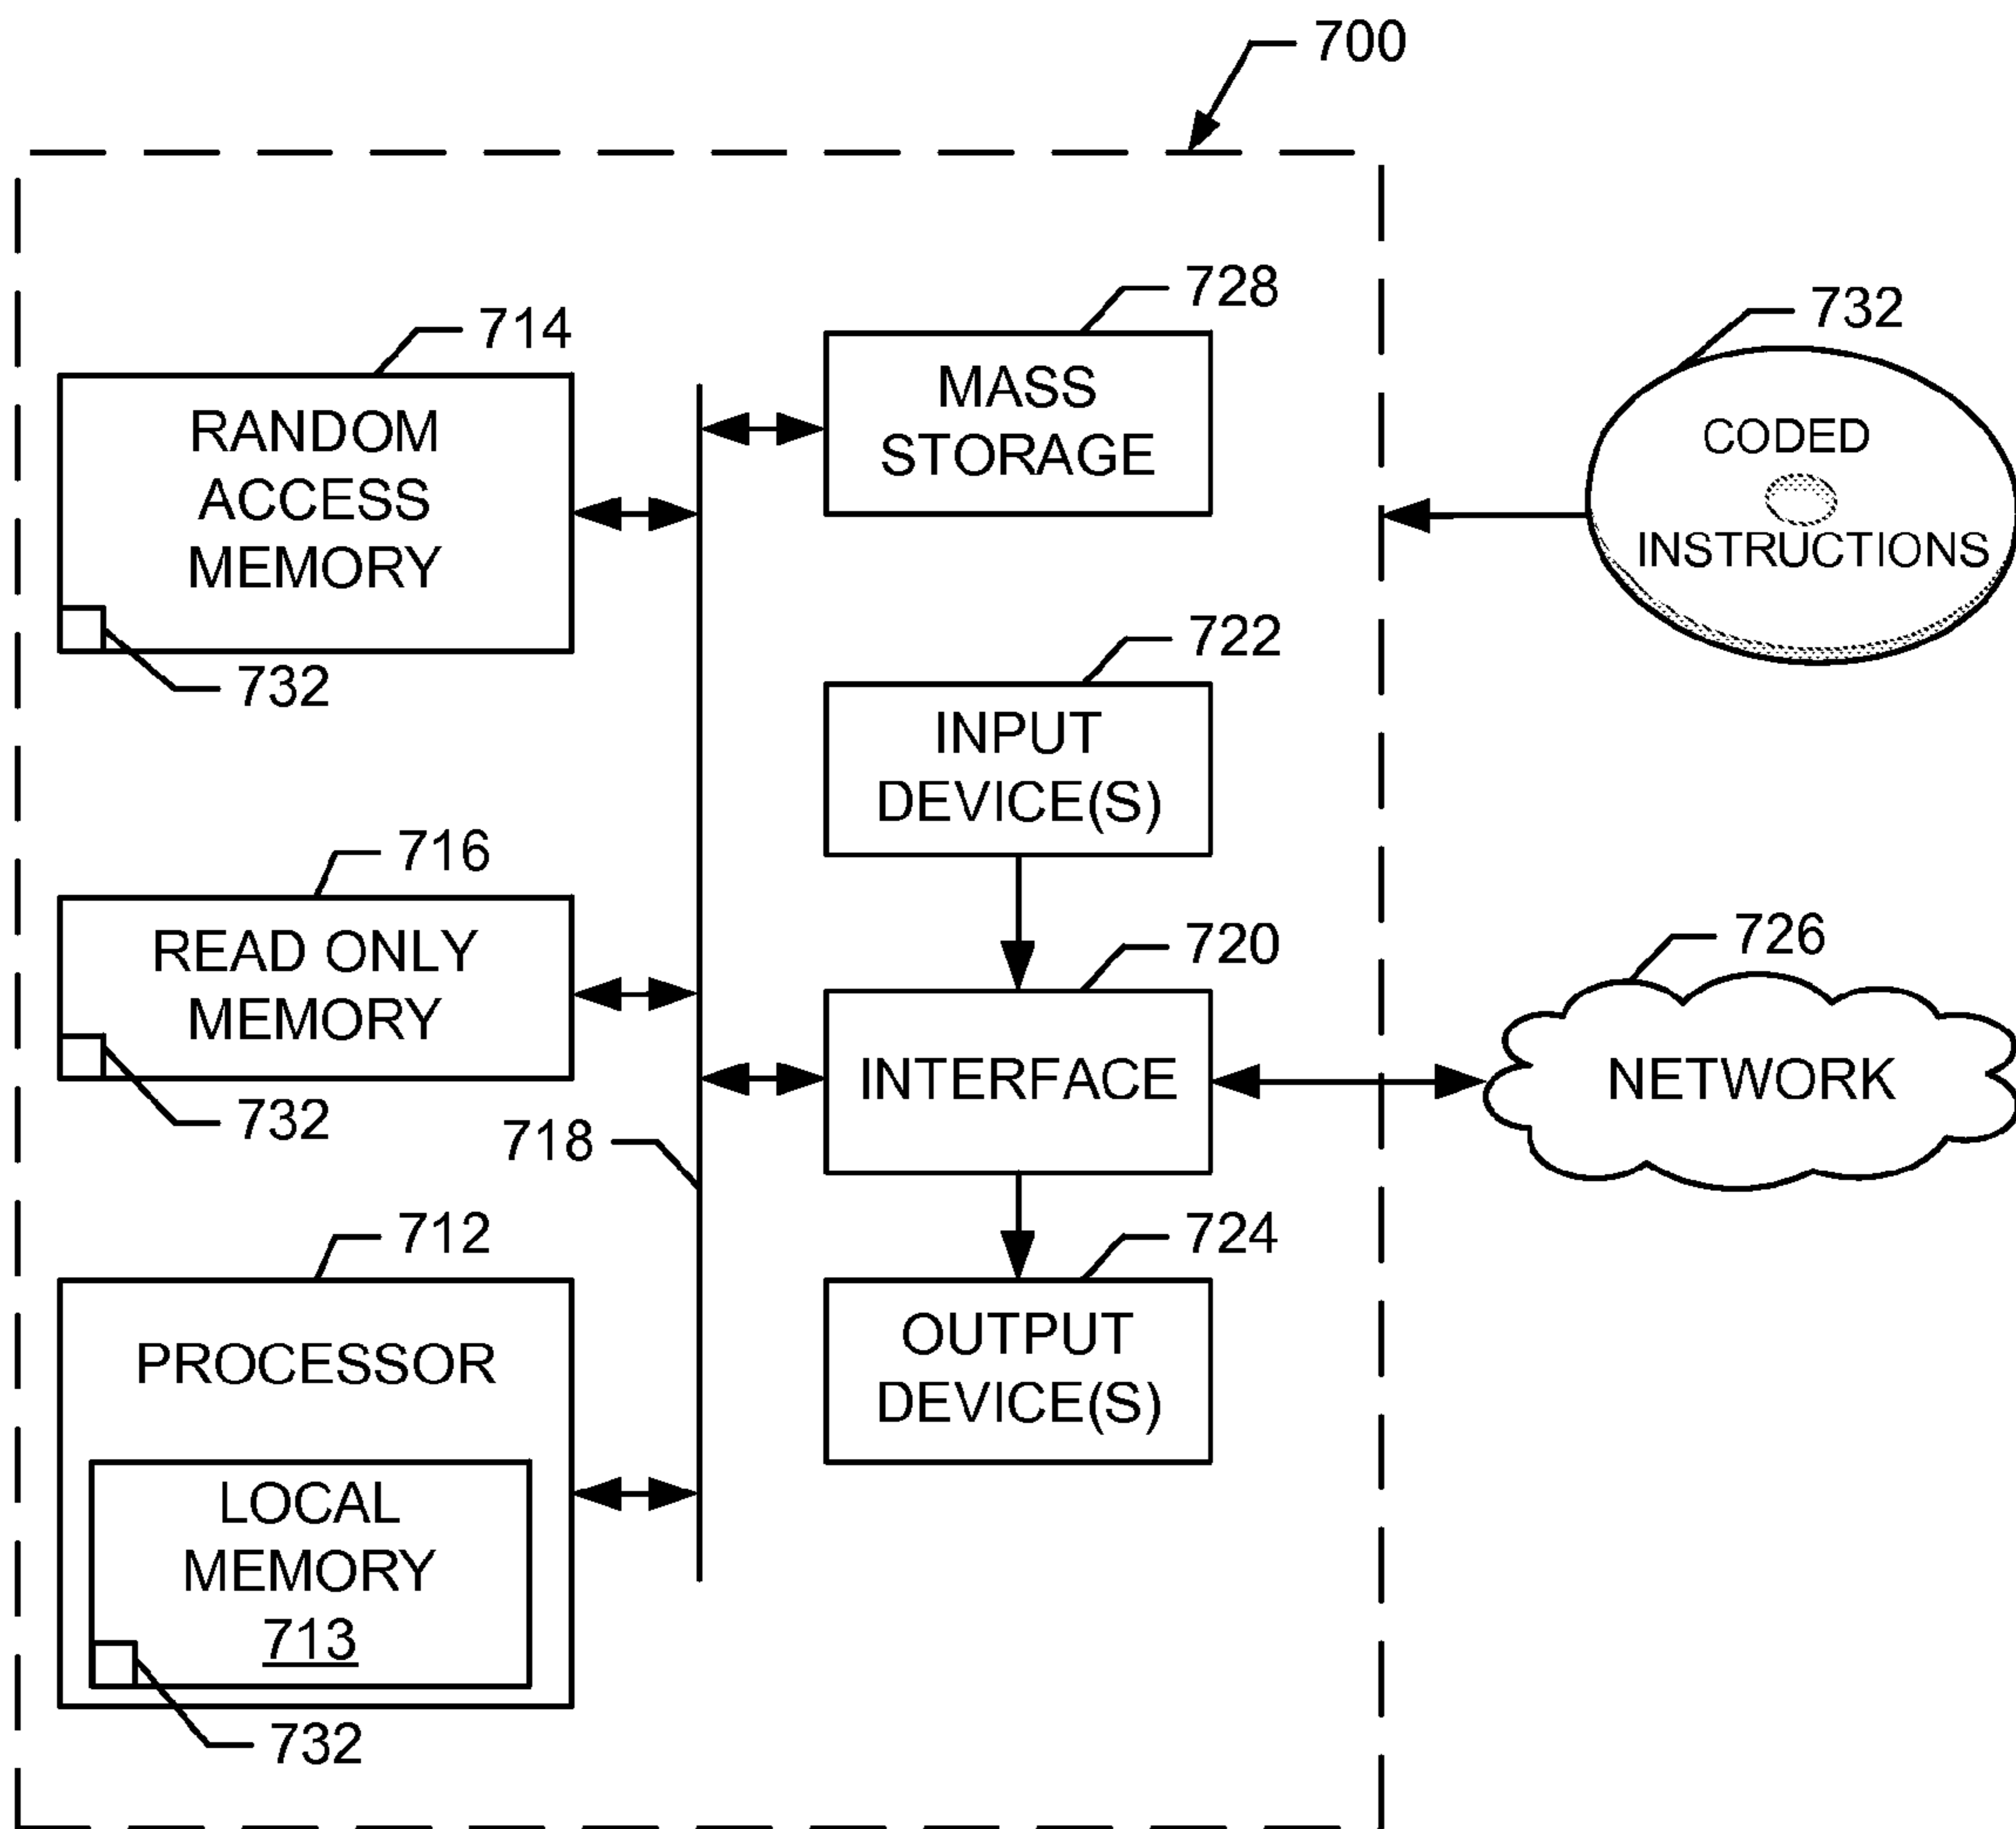 700
728
732
714
MASS
STORAGE
RANDOM
ACCESS
MEMORY
CODED
INSTRUCTIONS
722
732
INPUT
DEVICE(S)
716
READ ONLY
MEMORY
720
726
INTERFACE
NETWORK
732
718
712
724
PROCESSOR
OUTPUT
DEVICE(S)
LOCAL
MEMORY
713
732